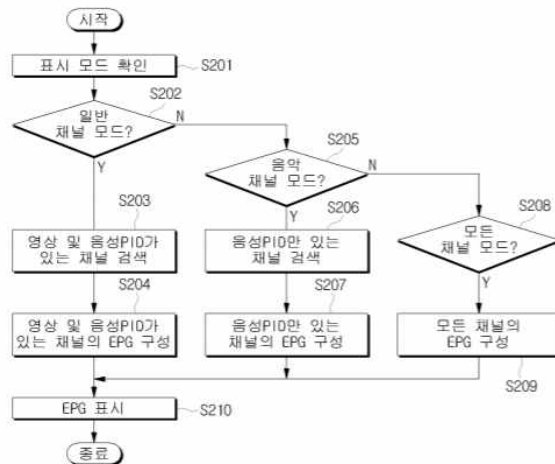 시작
표시 모드 확인
S201
S202
일반
채널 모드?
N
Y
S205
음악
채널 모드?
N
Y
S208
모든
채널 모드?
Y
S203
영상 및 음성PID가
있는 채널 검색
S206
음성PID만 있는
채널 검색
S204
영상 및 음성PID가
있는 채널의 EPG 구성
S207
음성PID만 있는
채널의 EPG 구성
모든 채널의
EPG 구성
S209
EPG 표시
S210
종료